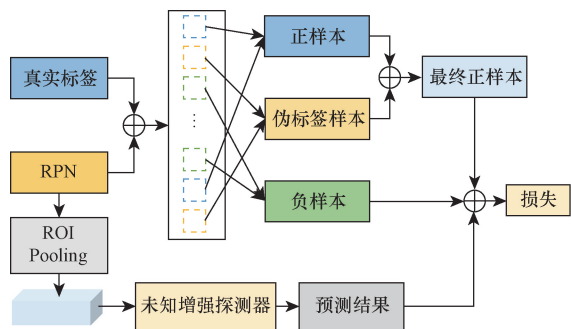 真实标签
RPN
ROI
Pooling
⋮
正样本
伪标签样本
负样本
最终正样本
损失
未知增强探测器
预测结果